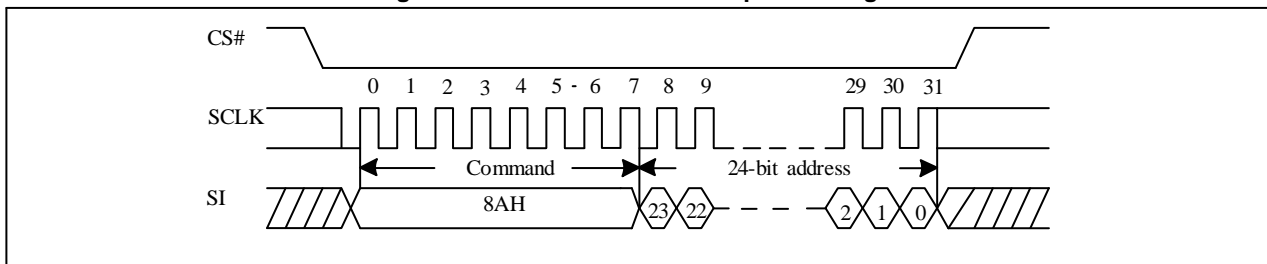 CS#
0 1 2 3 4 5 - 6 7 8 9 29 30 31
SCLK
Command 24-bit address
SI 8AH 23 22 2 1 0